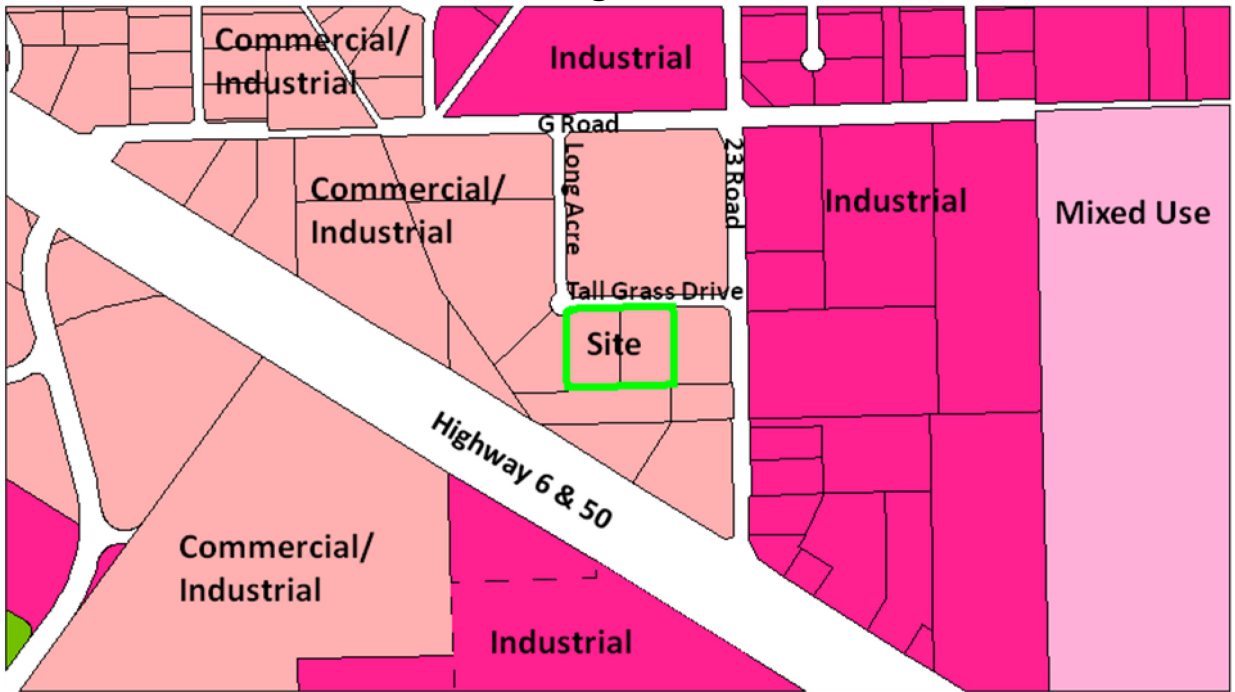 Commercial/
Industrial
Industrial
G Road
Long Acre
23 Road
Commercial/
Industrial
Industrial
Mixed Use
Tall Grass Drive
Site
Highway 6 & 50
Commercial/
Industrial
Industrial